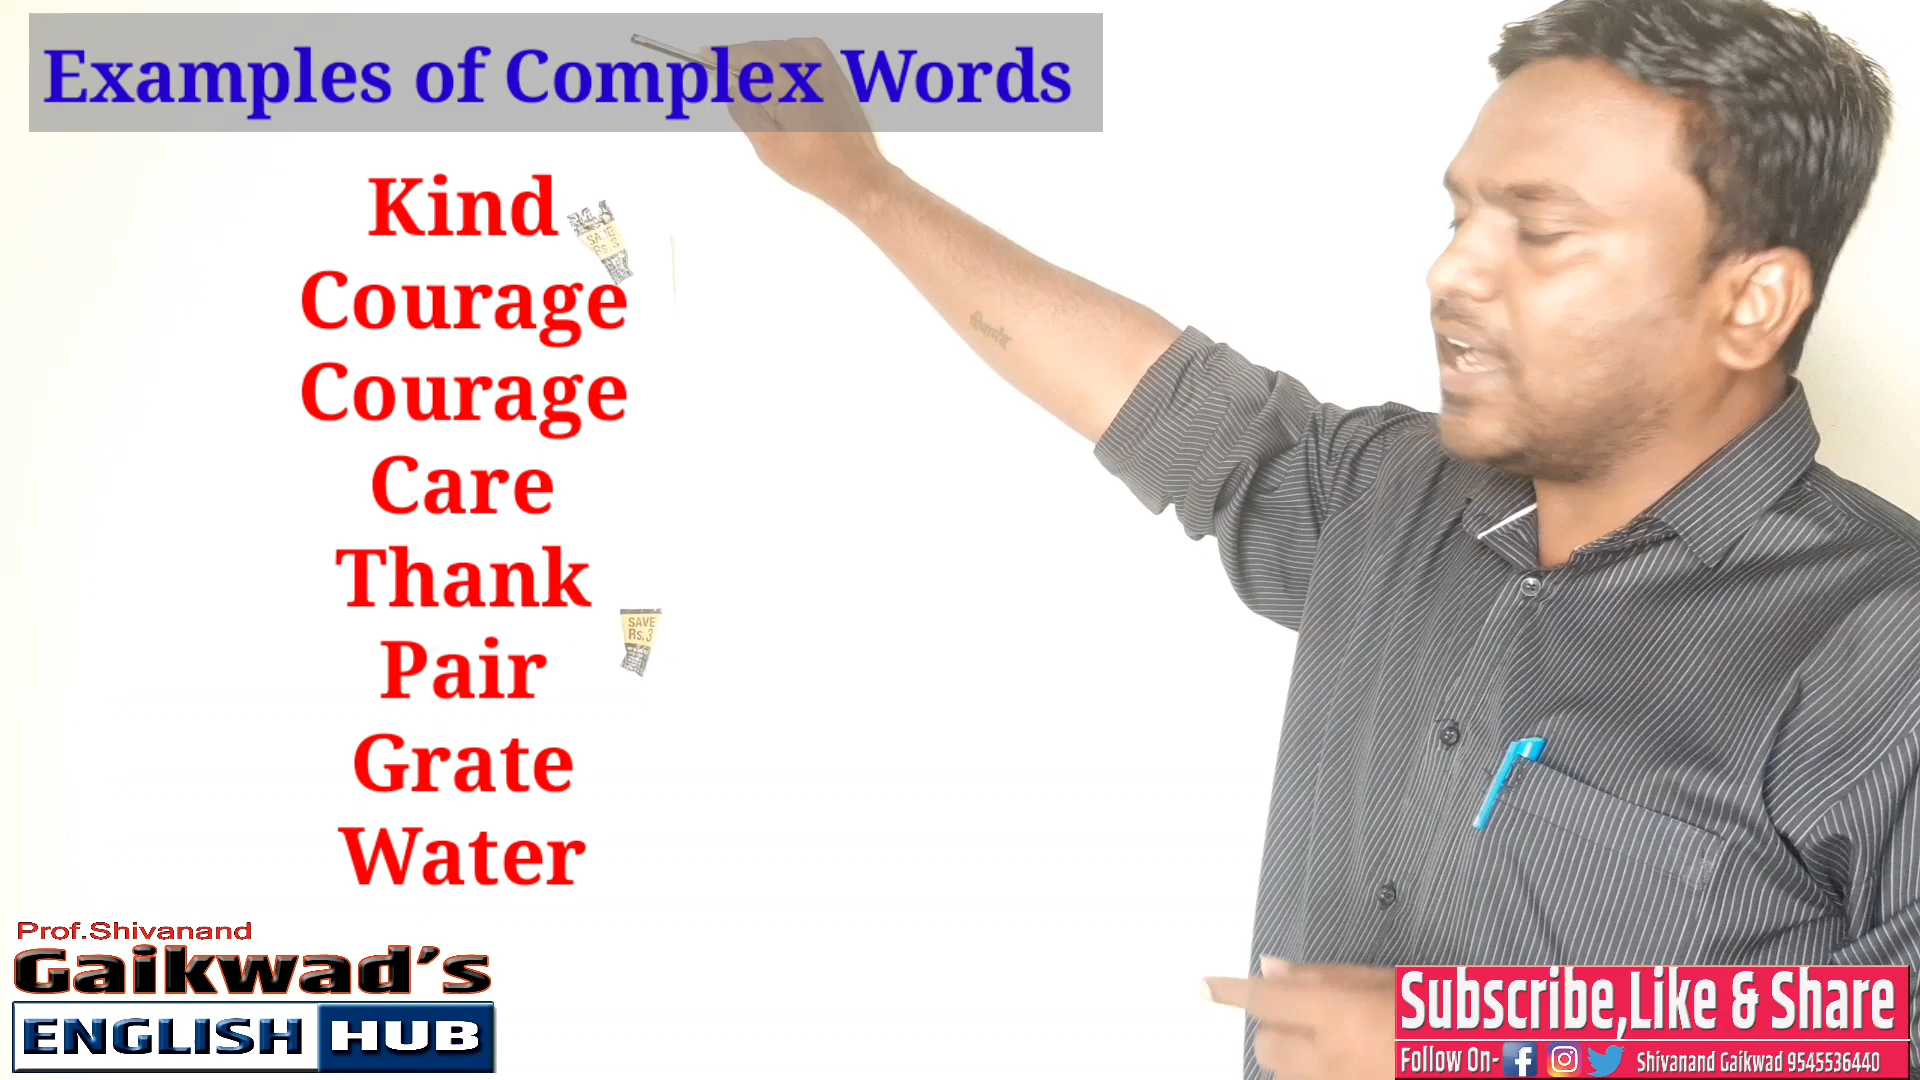 Examples of Complex Words
Kind
Courage
Courage
Care
Thank
Pair
Grate
Water
SAVE
Rs. 3
Prof.Shivanand
Gaikwad's
ENGLISH HUB
Subscribe,Like & Share
Follow On- Shivanand Gaikwad 9545536440